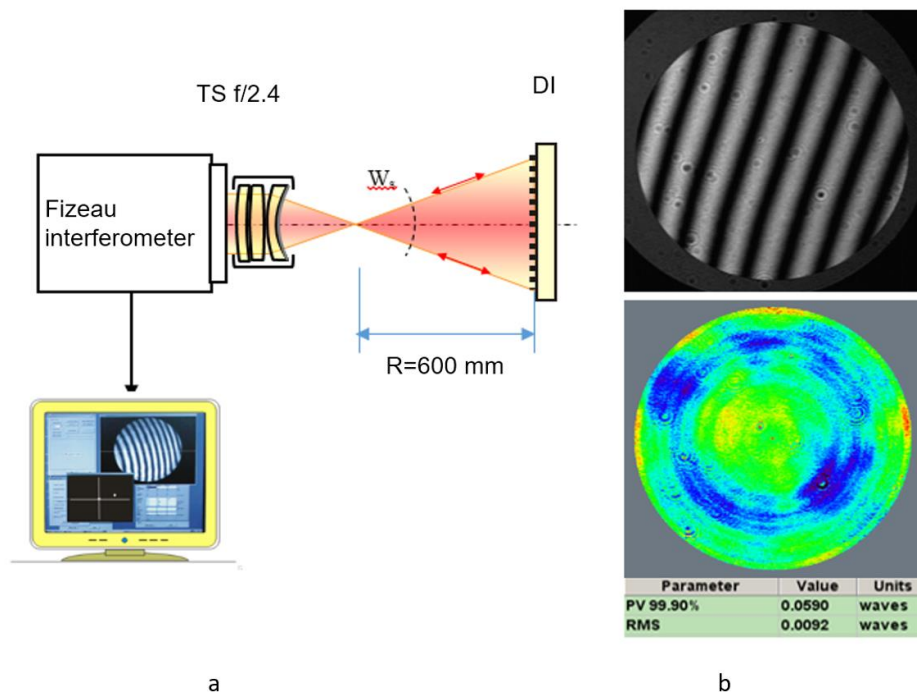 TS f/2.4
DI
Fizeau
interferometer
Ws
R=600 mm
Parameter Value Units
PV 99.90% 0.0590 waves
RMS 0.0092 waves
a
b